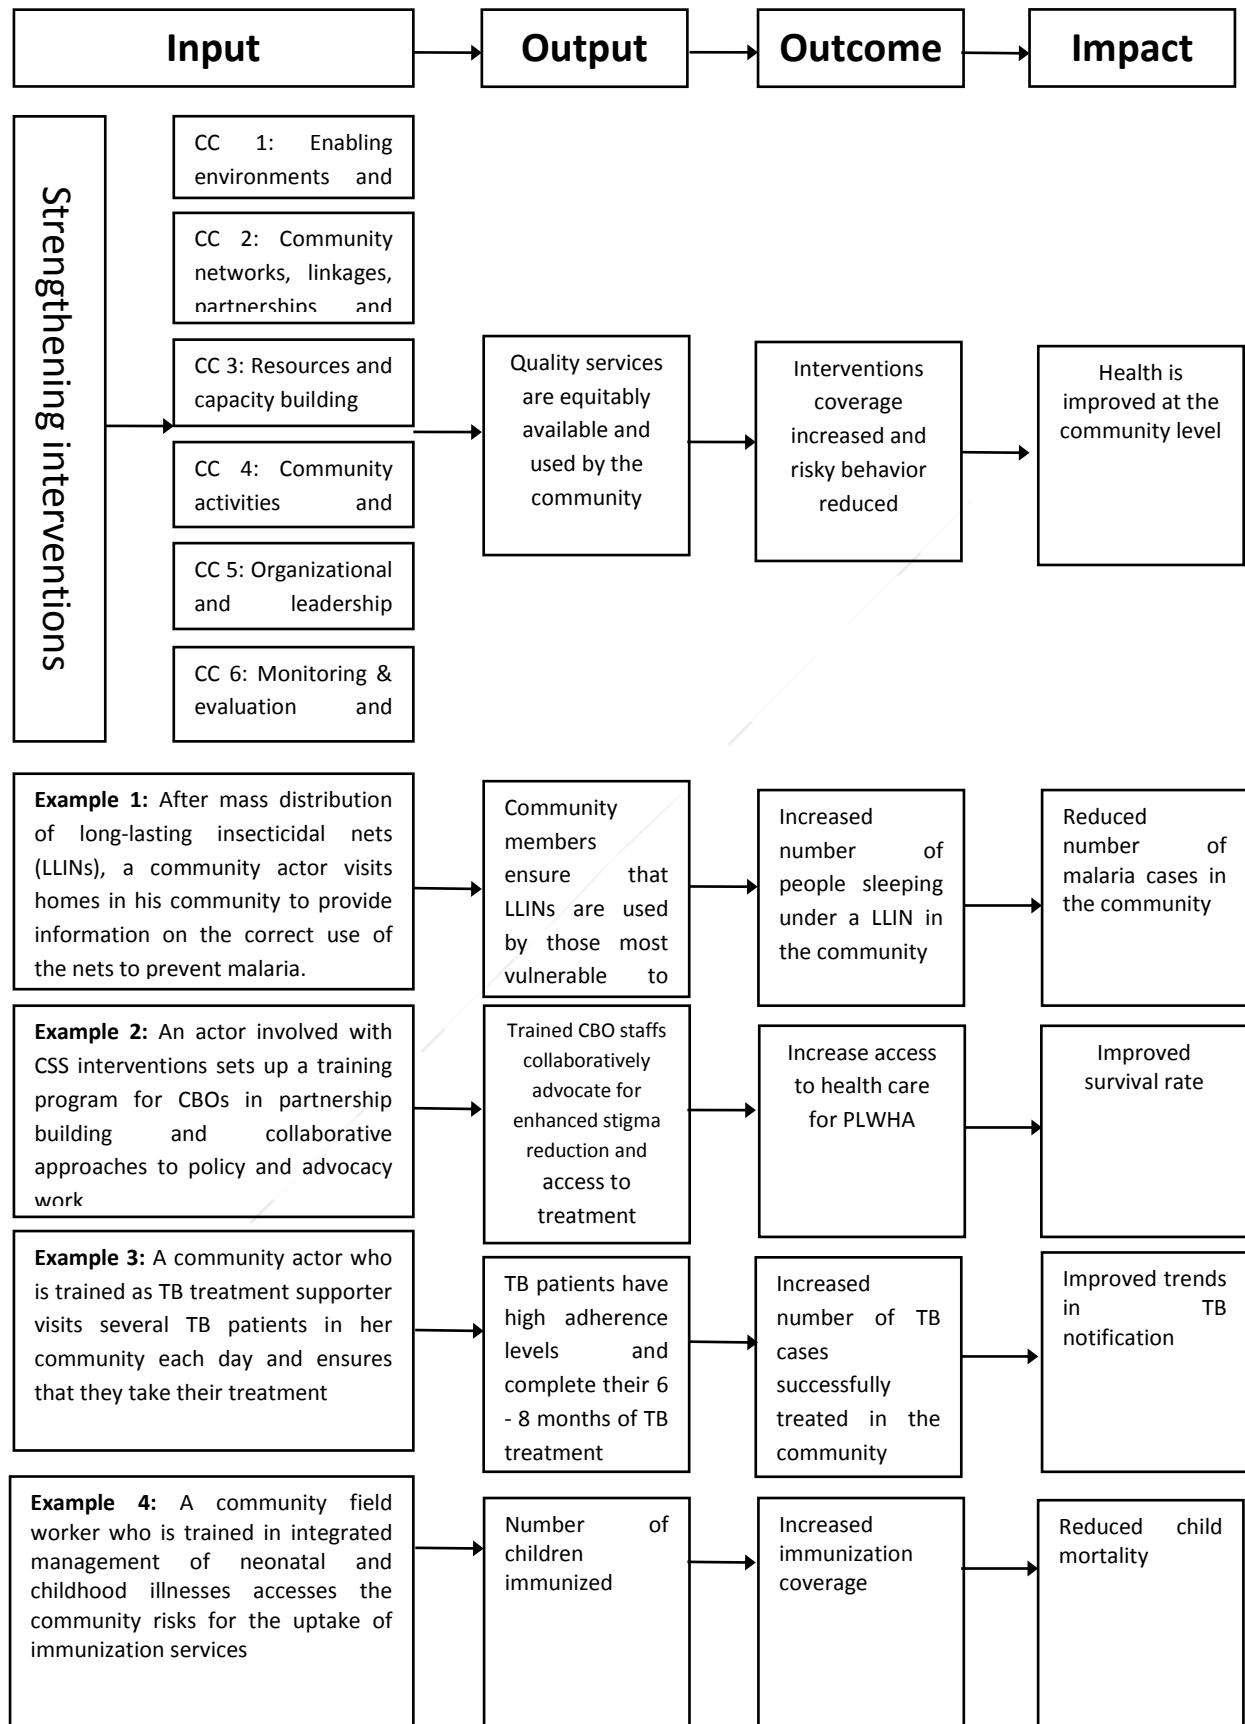 Input
Output
Outcome
Impact
Strengthening interventions
CC 1: Enabling
environments and
CC 2: Community
networks, linkages,
partnerships and
CC 3: Resources and
capacity building
CC 4: Community
activities and
CC 5: Organizational
and leadership
CC 6: Monitoring &
evaluation and
Quality services
are equitably
available and
used by the
community
Interventions
coverage
increased and
risky behavior
reduced
Health is
improved at the
community level
Example 1: After mass distribution
of long-lasting insecticidal nets
(LLINs), a community actor visits
homes in his community to provide
information on the correct use of
the nets to prevent malaria.
Community
members
ensure that
LLINs are used
by those most
vulnerable to
Increased
number of
people sleeping
under a LLIN in
the community
Reduced
number of
malaria cases in
the community
Example 2: An actor involved with
CSS interventions sets up a training
program for CBOs in partnership
building and collaborative
approaches to policy and advocacy
work
Trained CBO staffs
collaboratively
advocate for
enhanced stigma
reduction and
access to
treatment
Increase access
to health care
for PLWHA
Improved
survival rate
Example 3: A community actor who
is trained as TB treatment supporter
visits several TB patients in her
community each day and ensures
that they take their treatment
TB patients have
high adherence
levels and
complete their 6
- 8 months of TB
treatment
Increased
number of TB
cases
successfully
treated in the
community
Improved trends
in TB
notification
Example 4: A community field
worker who is trained in integrated
management of neonatal and
childhood illnesses accesses the
community risks for the uptake of
immunization services
Number of
children
immunized
Increased
immunization
coverage
Reduced child
mortality